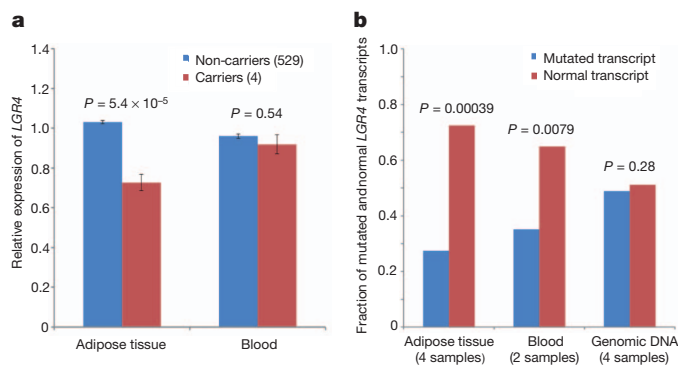 a
Relative expression of LGR4
1.4
1.2
1.0
0.8
0.6
0.4
0.2
0
Non-carriers (529)
Carriers (4)
P = 5.4 × 10⁻⁵
P = 0.54
Adipose tissue
Blood
b
Fraction of mutated andnormal LGR4 transcripts
1.0
0.8
0.6
0.4
0.2
0
Mutated transcript
Normal transcript
P = 0.00039
P = 0.0079
P = 0.28
Adipose tissue
(4 samples)
Blood
(2 samples)
Genomic DNA
(4 samples)